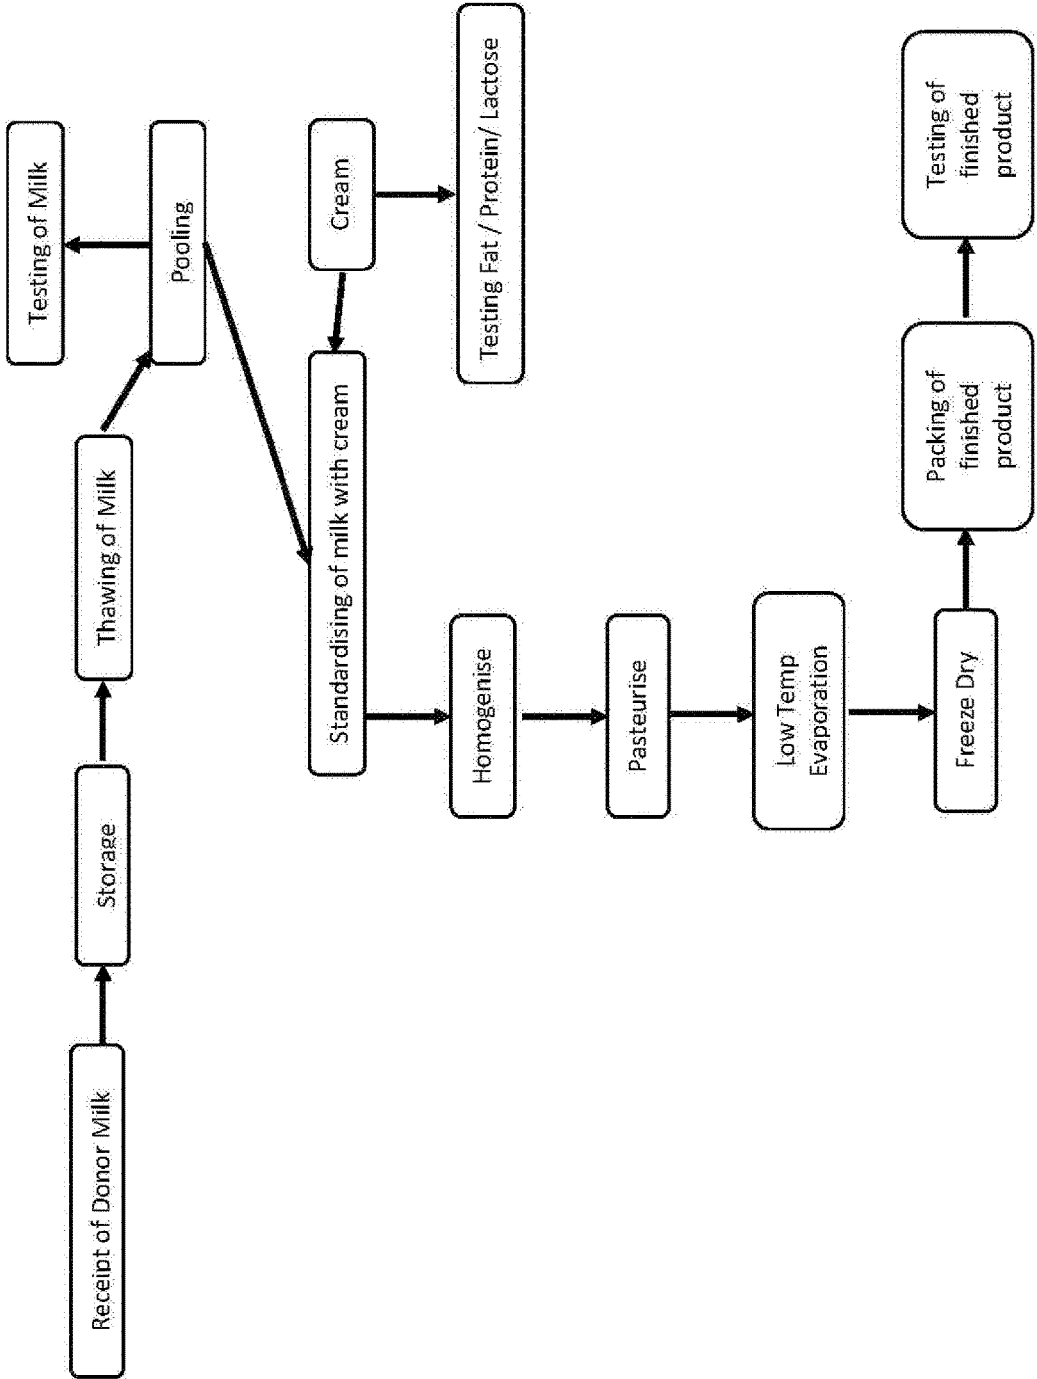 Receipt of Donor Milk
Storage
Thawing of Milk
Pooling
Testing of Milk
Standardising of milk with cream
Cream
Testing Fat / Protein/ Lactose
Homogenise
Pasteurise
Low Temp
Evaporation
Freeze Dry
Packing of
finished
product
Testing of
finished
product